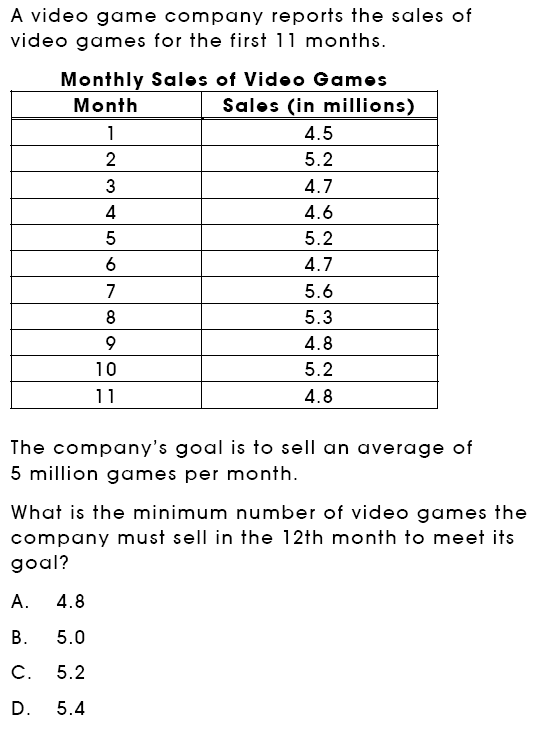 A video game company reports the sales of
video games for the first 11 months.
Monthly Sales of Video Games
Month Sales (in millions)
1 4.5
2 5.2
3 4.7
4 4.6
5 5.2
6 4.7
7 5.6
8 5.3
9 4.8
10 5.2
11 4.8
The company's goal is to sell an average of
5 million games per month.
What is the minimum number of video games the
company must sell in the 12th month to meet its
goal?
A. 4.8
B. 5.0
C. 5.2
D. 5.4